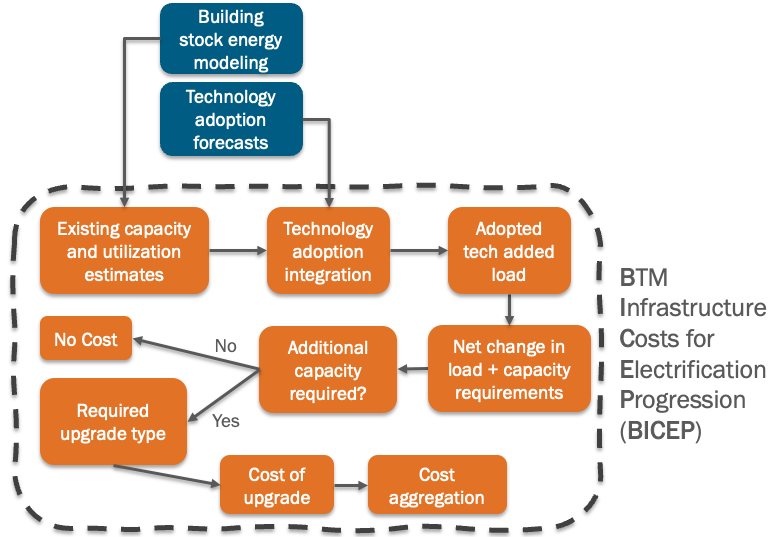 Building
stock energy
modeling
Technology
adoption
forecasts
Existing capacity
and utilization
estimates
Technology
adoption
integration
Adopted
tech added
load
No Cost
No
Additional
capacity
required?
Net change in
load + capacity
requirements
Required
upgrade type
Yes
Cost of
upgrade
Cost
aggregation
BTM
Infrastructure
Costs for
Electrification
Progression
(BICEP)